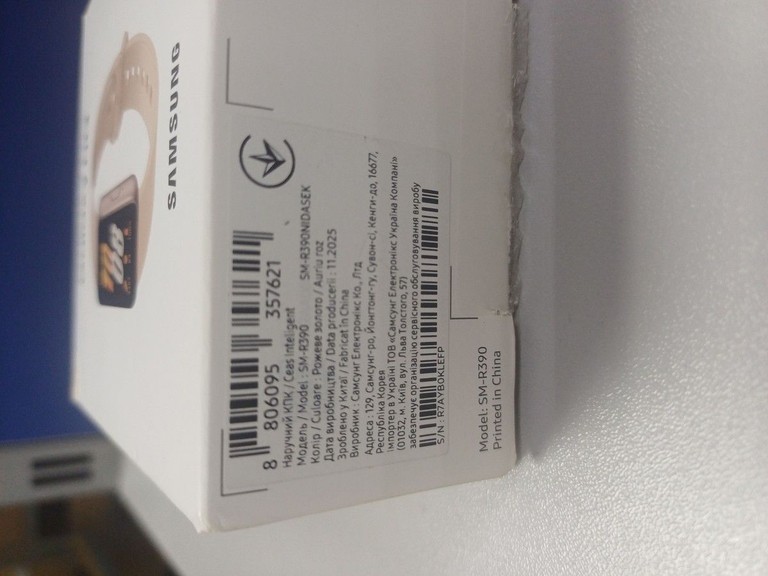 SAMSUNG
8 806095 357621
Наручний КПК / Ceas Inteligent
Модель / Model : SM-R390 SM-R390NIDASEK
Колір / Culoare : Рожеве золото / Auriu roz
Дата виробництва / Data producerii : 11.2025
Зроблено у Китаї / Fabricat în China
Виробник : Самсунг Електронікс Ко., Лтд
Адреса : 129, Самсунг-ро, Йонгтонг-гу, Сувон-сі, Кенгі-до, 16677,
Республіка Корея
Імпортер в Україні ТОВ «Самсунг Електронікс Україна Компані»
(01032, м. Київ, вул. Льва Толстого, 57)
забезпечує організацію сервісного обслуговування виробу
S/N : R7AYB0KLEFP
Model: SM-R390
Printed in China